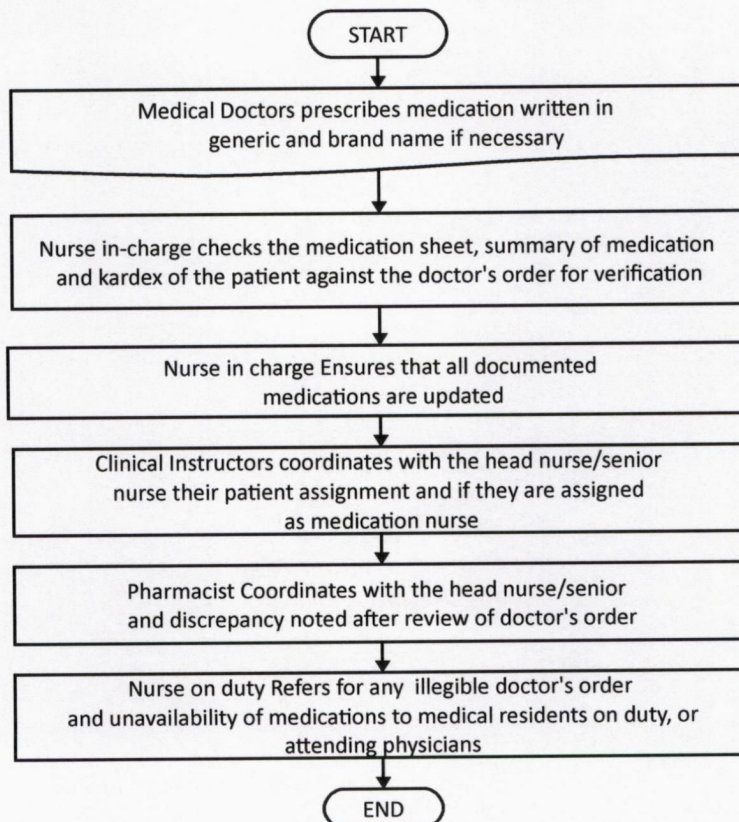 START
Medical Doctors prescribes medication written in
generic and brand name if necessary
Nurse in-charge checks the medication sheet, summary of medication
and kardex of the patient against the doctor's order for verification
Nurse in charge Ensures that all documented
medications are updated
Clinical Instructors coordinates with the head nurse/senior
nurse their patient assignment and if they are assigned
as medication nurse
Pharmacist Coordinates with the head nurse/senior
and discrepancy noted after review of doctor's order
Nurse on duty Refers for any illegible doctor's order
and unavailability of medications to medical residents on duty, or
attending physicians
END